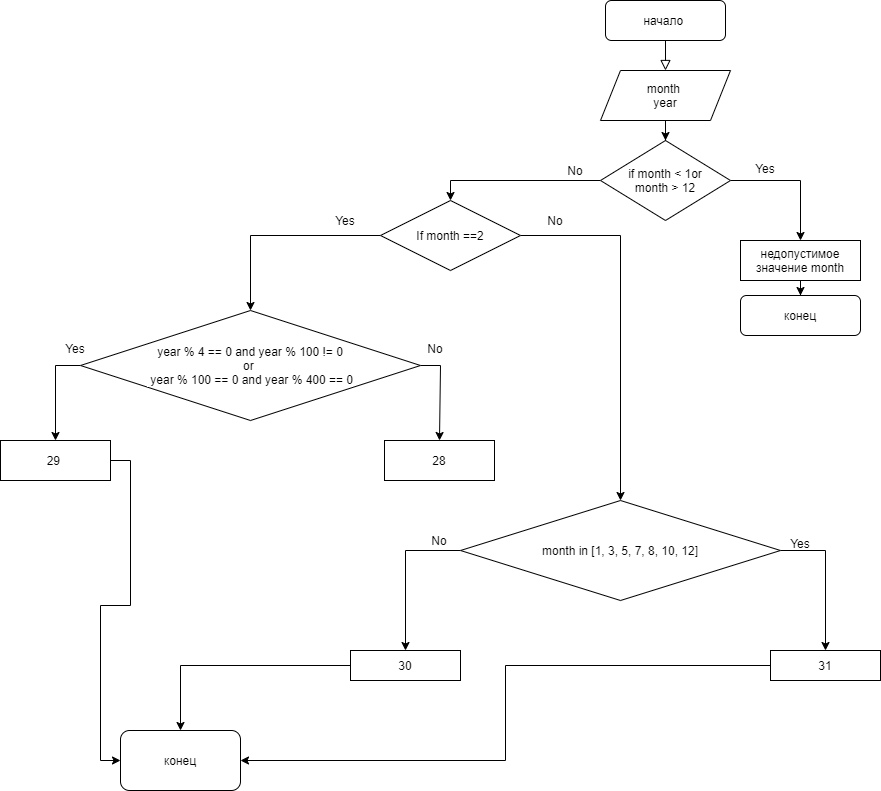 начало
month
year
No
if month < 1or
month > 12
Yes
Yes
If month ==2
No
недопустимое
значение month
конец
Yes
year % 4 == 0 and year % 100 != 0
or
year % 100 == 0 and year % 400 == 0
No
29
28
No
month in [1, 3, 5, 7, 8, 10, 12]
Yes
30
31
конец